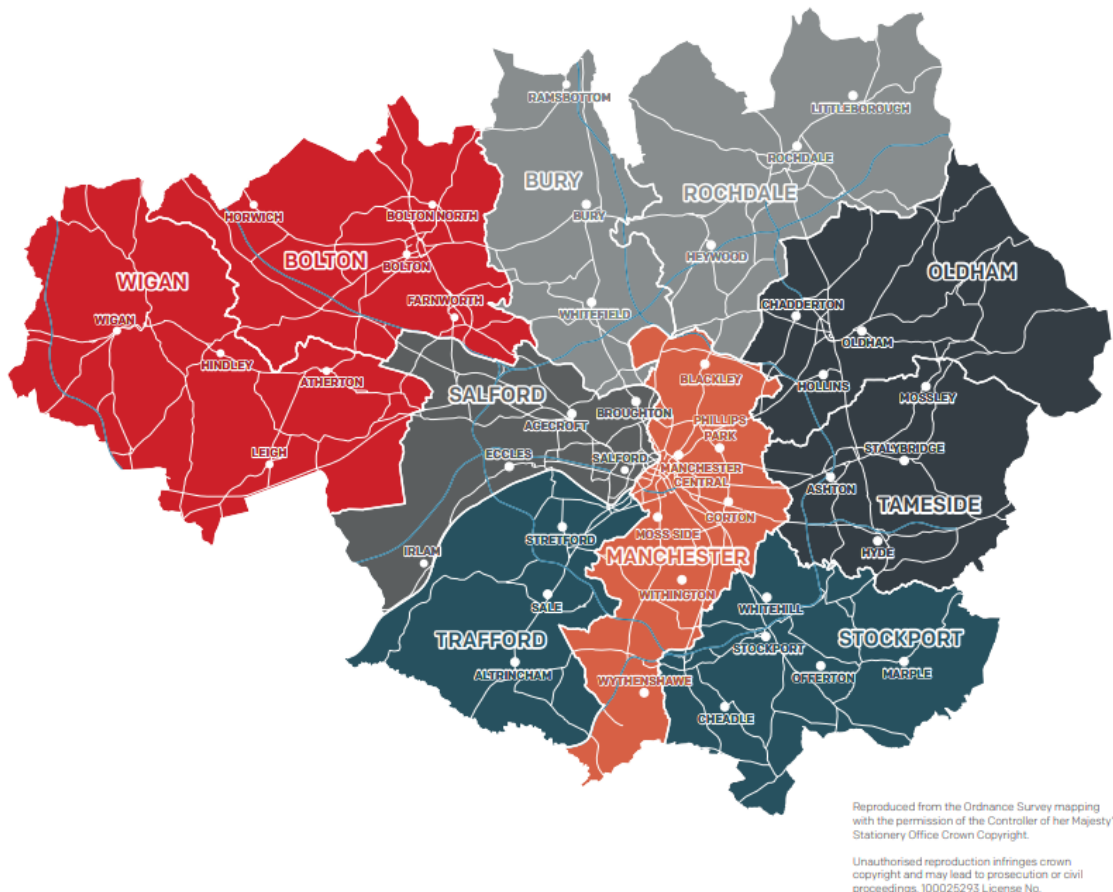 RAMSBOTTOM
LITTLEBOROUGH
ROCHDALE
BURY
ROCHDALE
HORWICH
BOLTON NORTH
BURY
BOLTON
BOLTON
HEYWOOD
OLDHAM
WIGAN
FARNWORTH
CHADDERTON
WHITEFIELD
WIGAN
OLDHAM
HINDLEY
ATHERTON
BLACKLEY
HOLLINS
SALFORD
MOSSLEY
BROUGHTON
AGECROFT
PHILLIPS
PARK
STALYBRIDGE
LEIGH
ECCLES
SALFORD
MANCHESTER
CENTRAL
ASHTON
TAMESIDE
GORTON
MOSS SIDE
STRETFORD
IRLAM
MANCHESTER
HYDE
WITHINGTON
SALE
WHITEHILL
TRAFFORD
STOCKPORT
STOCKPORT
ALTRINCHAM
WYTHENSHAWE
OFFERTON
MARPLE
CHEADLE
Reproduced from the Ordnance Survey mapping
with the permission of the Controller of her Majesty'
Stationery Office Crown Copyright.
Unauthorised reproduction infringes crown
copyright and may lead to prosecution or civil
proceedings. 100025293 License No.